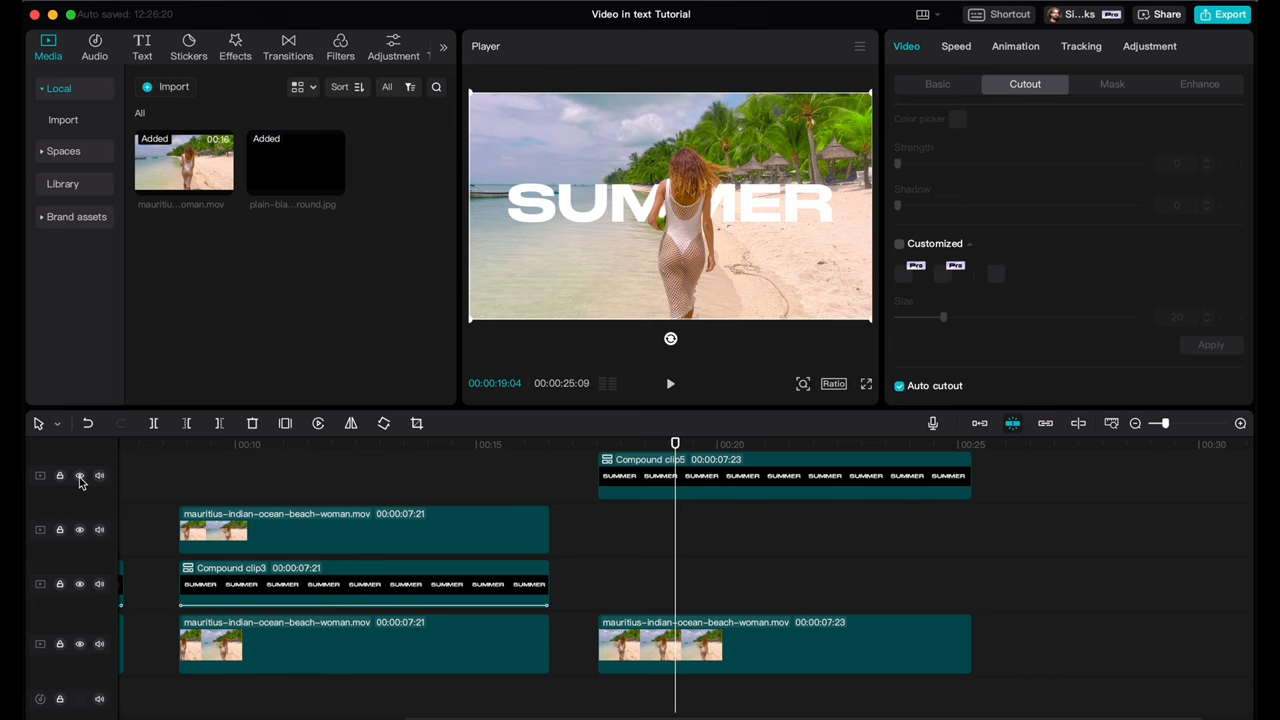 Auto saved: 12:26:20
Video in text Tutorial
Shortcut
Si...ks
Pro
Share
Export
Media
Audio
Text
Stickers
Effects
Transitions
Filters
Adjustment
Player
Video
Speed
Animation
Tracking
Adjustment
Local
Import
Spaces
Library
Brand assets
Import
Sort
All
All
Added
00:16
Added
mauritiu...oman.mov
plain-bla...round.jpg
SUMMER
00:00:19:04
00:00:25:09
Ratio
Basic
Cutout
Mask
Enhance
Color picker
Strength
0
Shadow
0
Customized
Pro
Pro
Size
20
Apply
Auto cutout
00:10
00:15
00:20
00:25
00:30
Compound clip5 00:00:07:23
SUMMER SUMMER SUMMER SUMMER SUMMER SUMMER SUMMER SUMMER SUMMER
mauritius-indian-ocean-beach-woman.mov 00:00:07:21
Compound clip3 00:00:07:21
SUMMER SUMMER SUMMER SUMMER SUMMER SUMMER SUMMER SUMMER SUMMER
mauritius-indian-ocean-beach-woman.mov 00:00:07:21
mauritius-indian-ocean-beach-woman.mov 00:00:07:23